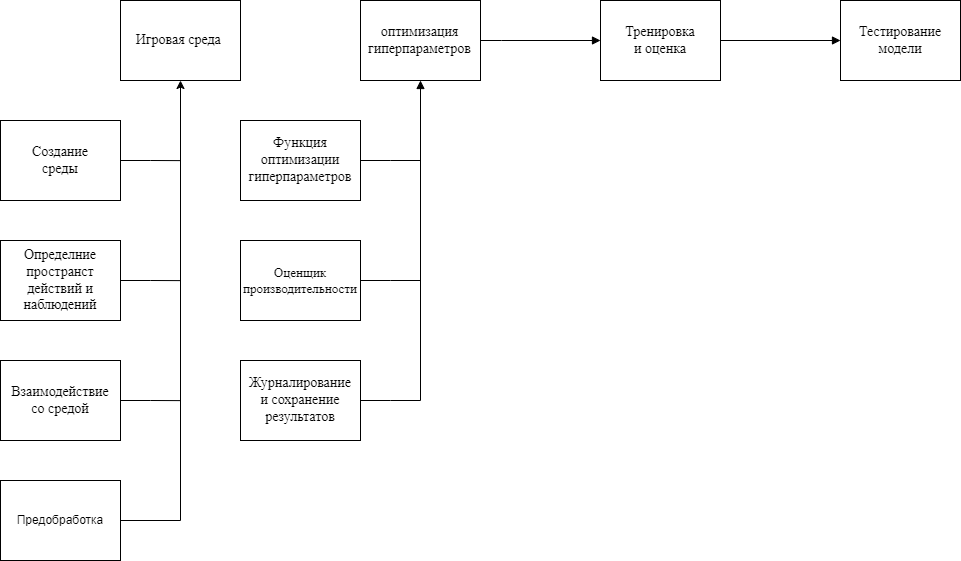 Игровая среда
оптимизация
гиперпараметров
Тренировка
и оценка
Тестирование
модели
Создание
среды
Функция
оптимизации
гиперпараметров
Определние
пространст
действий и
наблюдений
Оценщик
производительности
Взаимодействие
со средой
Журналирование
и сохранение
результатов
Предобработка